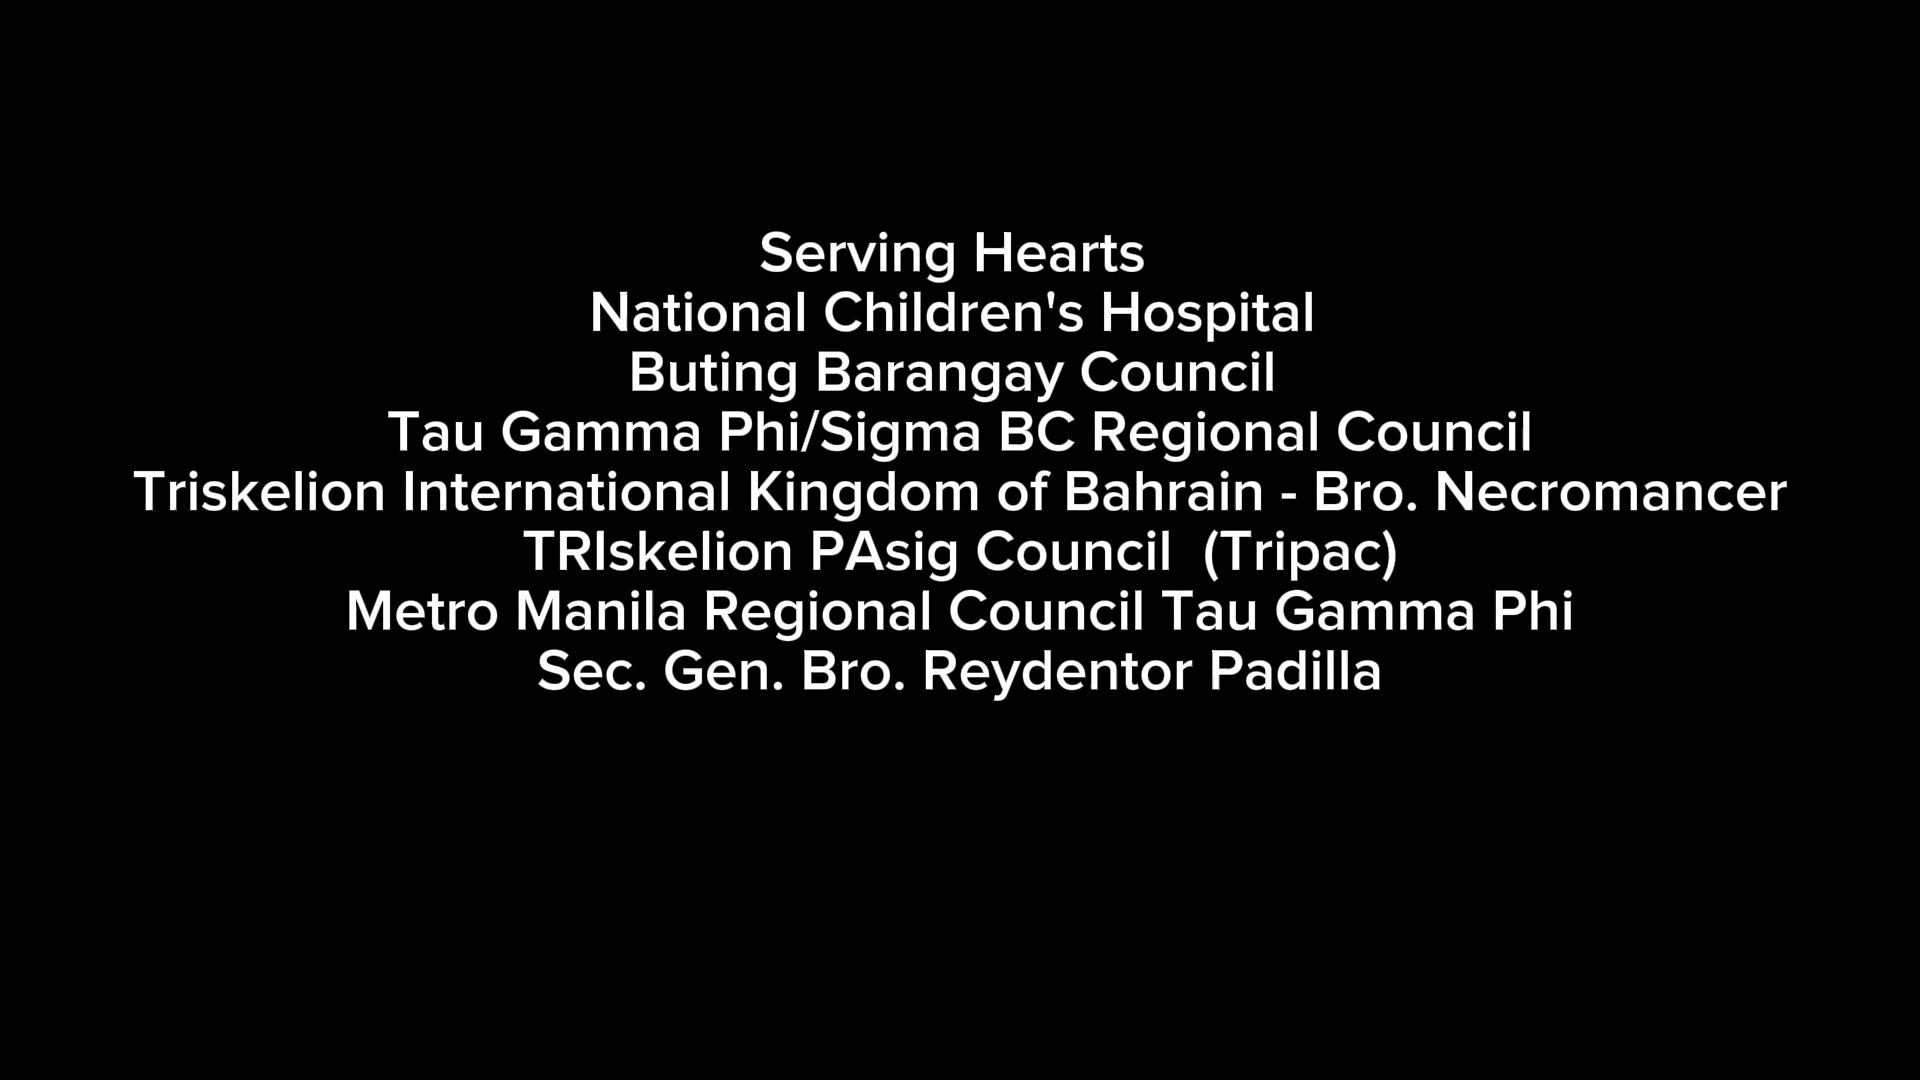 Serving Hearts
National Children's Hospital
Buting Barangay Council
Tau Gamma Phi/Sigma BC Regional Council
Triskelion International Kingdom of Bahrain - Bro. Necromancer
TRIskelion PAsig Council  (Tripac)
Metro Manila Regional Council Tau Gamma Phi
Sec. Gen. Bro. Reydentor Padilla